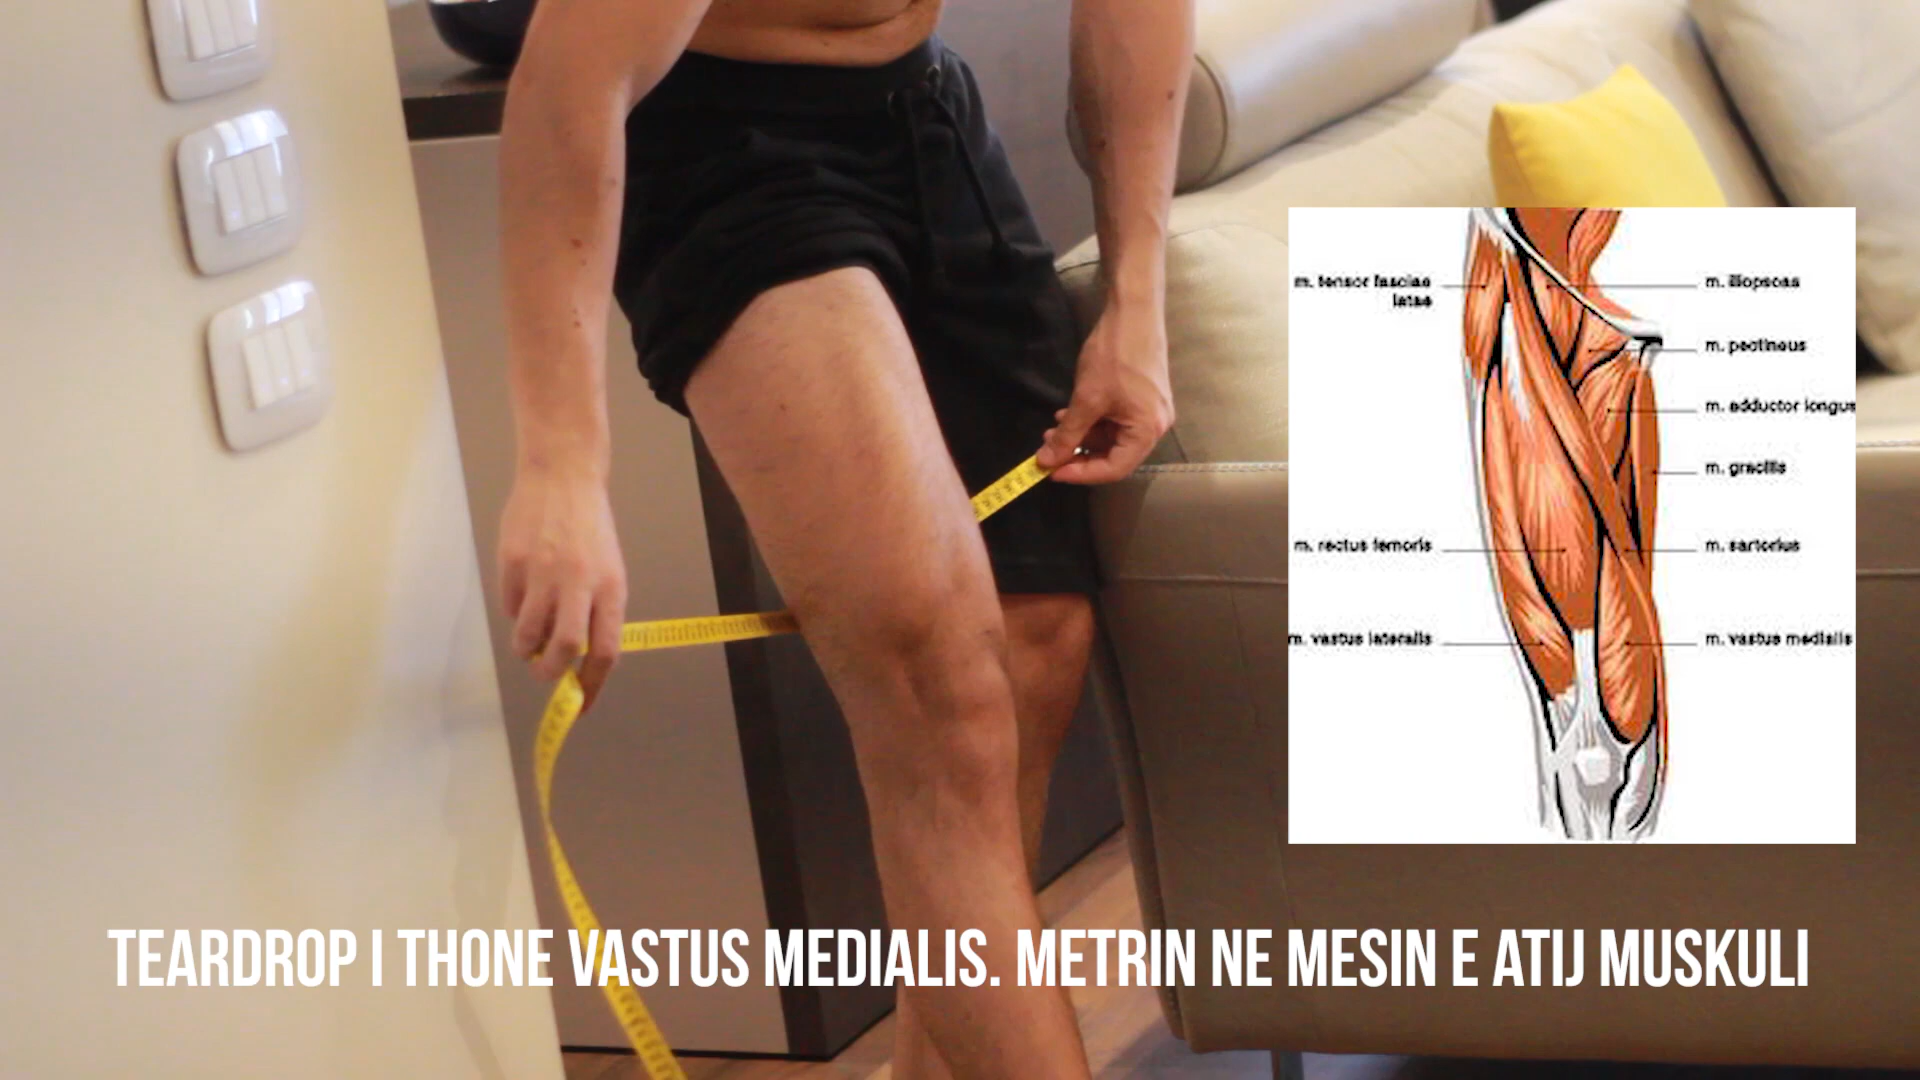 m. tensor fasciae
latae
m. iliopsoas
m. pectineus
m. adductor longus
m. gracilis
m. rectus femoris
m. sartorius
m. vastus lateralis
m. vastus medialis
TEARDROP I THONE VASTUS MEDIALIS. METRIN NE MESIN E ATIJ MUSKULI